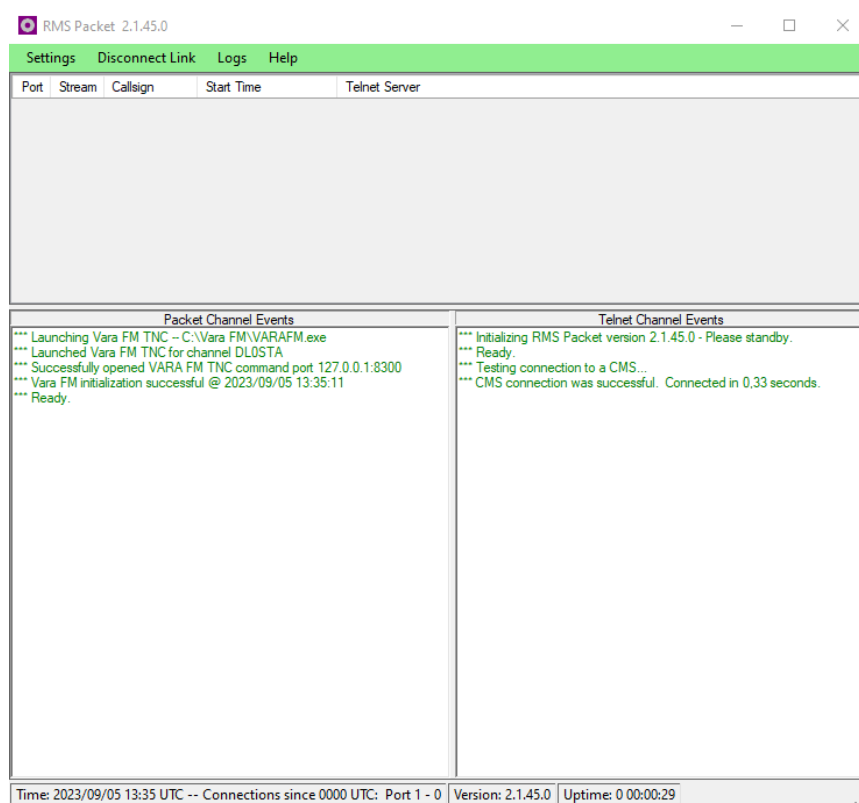 RMS Packet 2.1.45.0
Settings Disconnect Link Logs Help
Port Stream Callsign Start Time Telnet Server
Packet Channel Events
*** Launching Vara FM TNC -- C:\Vara FM\VARAFM.exe
*** Launched Vara FM TNC for channel DL0STA
*** Successfully opened VARA FM TNC command port 127.0.0.1:8300
*** Vara FM initialization successful @ 2023/09/05 13:35:11
*** Ready.
Telnet Channel Events
*** Initializing RMS Packet version 2.1.45.0 - Please standby.
*** Ready.
*** Testing connection to a CMS...
*** CMS connection was successful. Connected in 0,33 seconds.
Time: 2023/09/05 13:35 UTC -- Connections since 0000 UTC: Port 1 - 0 Version: 2.1.45.0 Uptime: 0 00:00:29